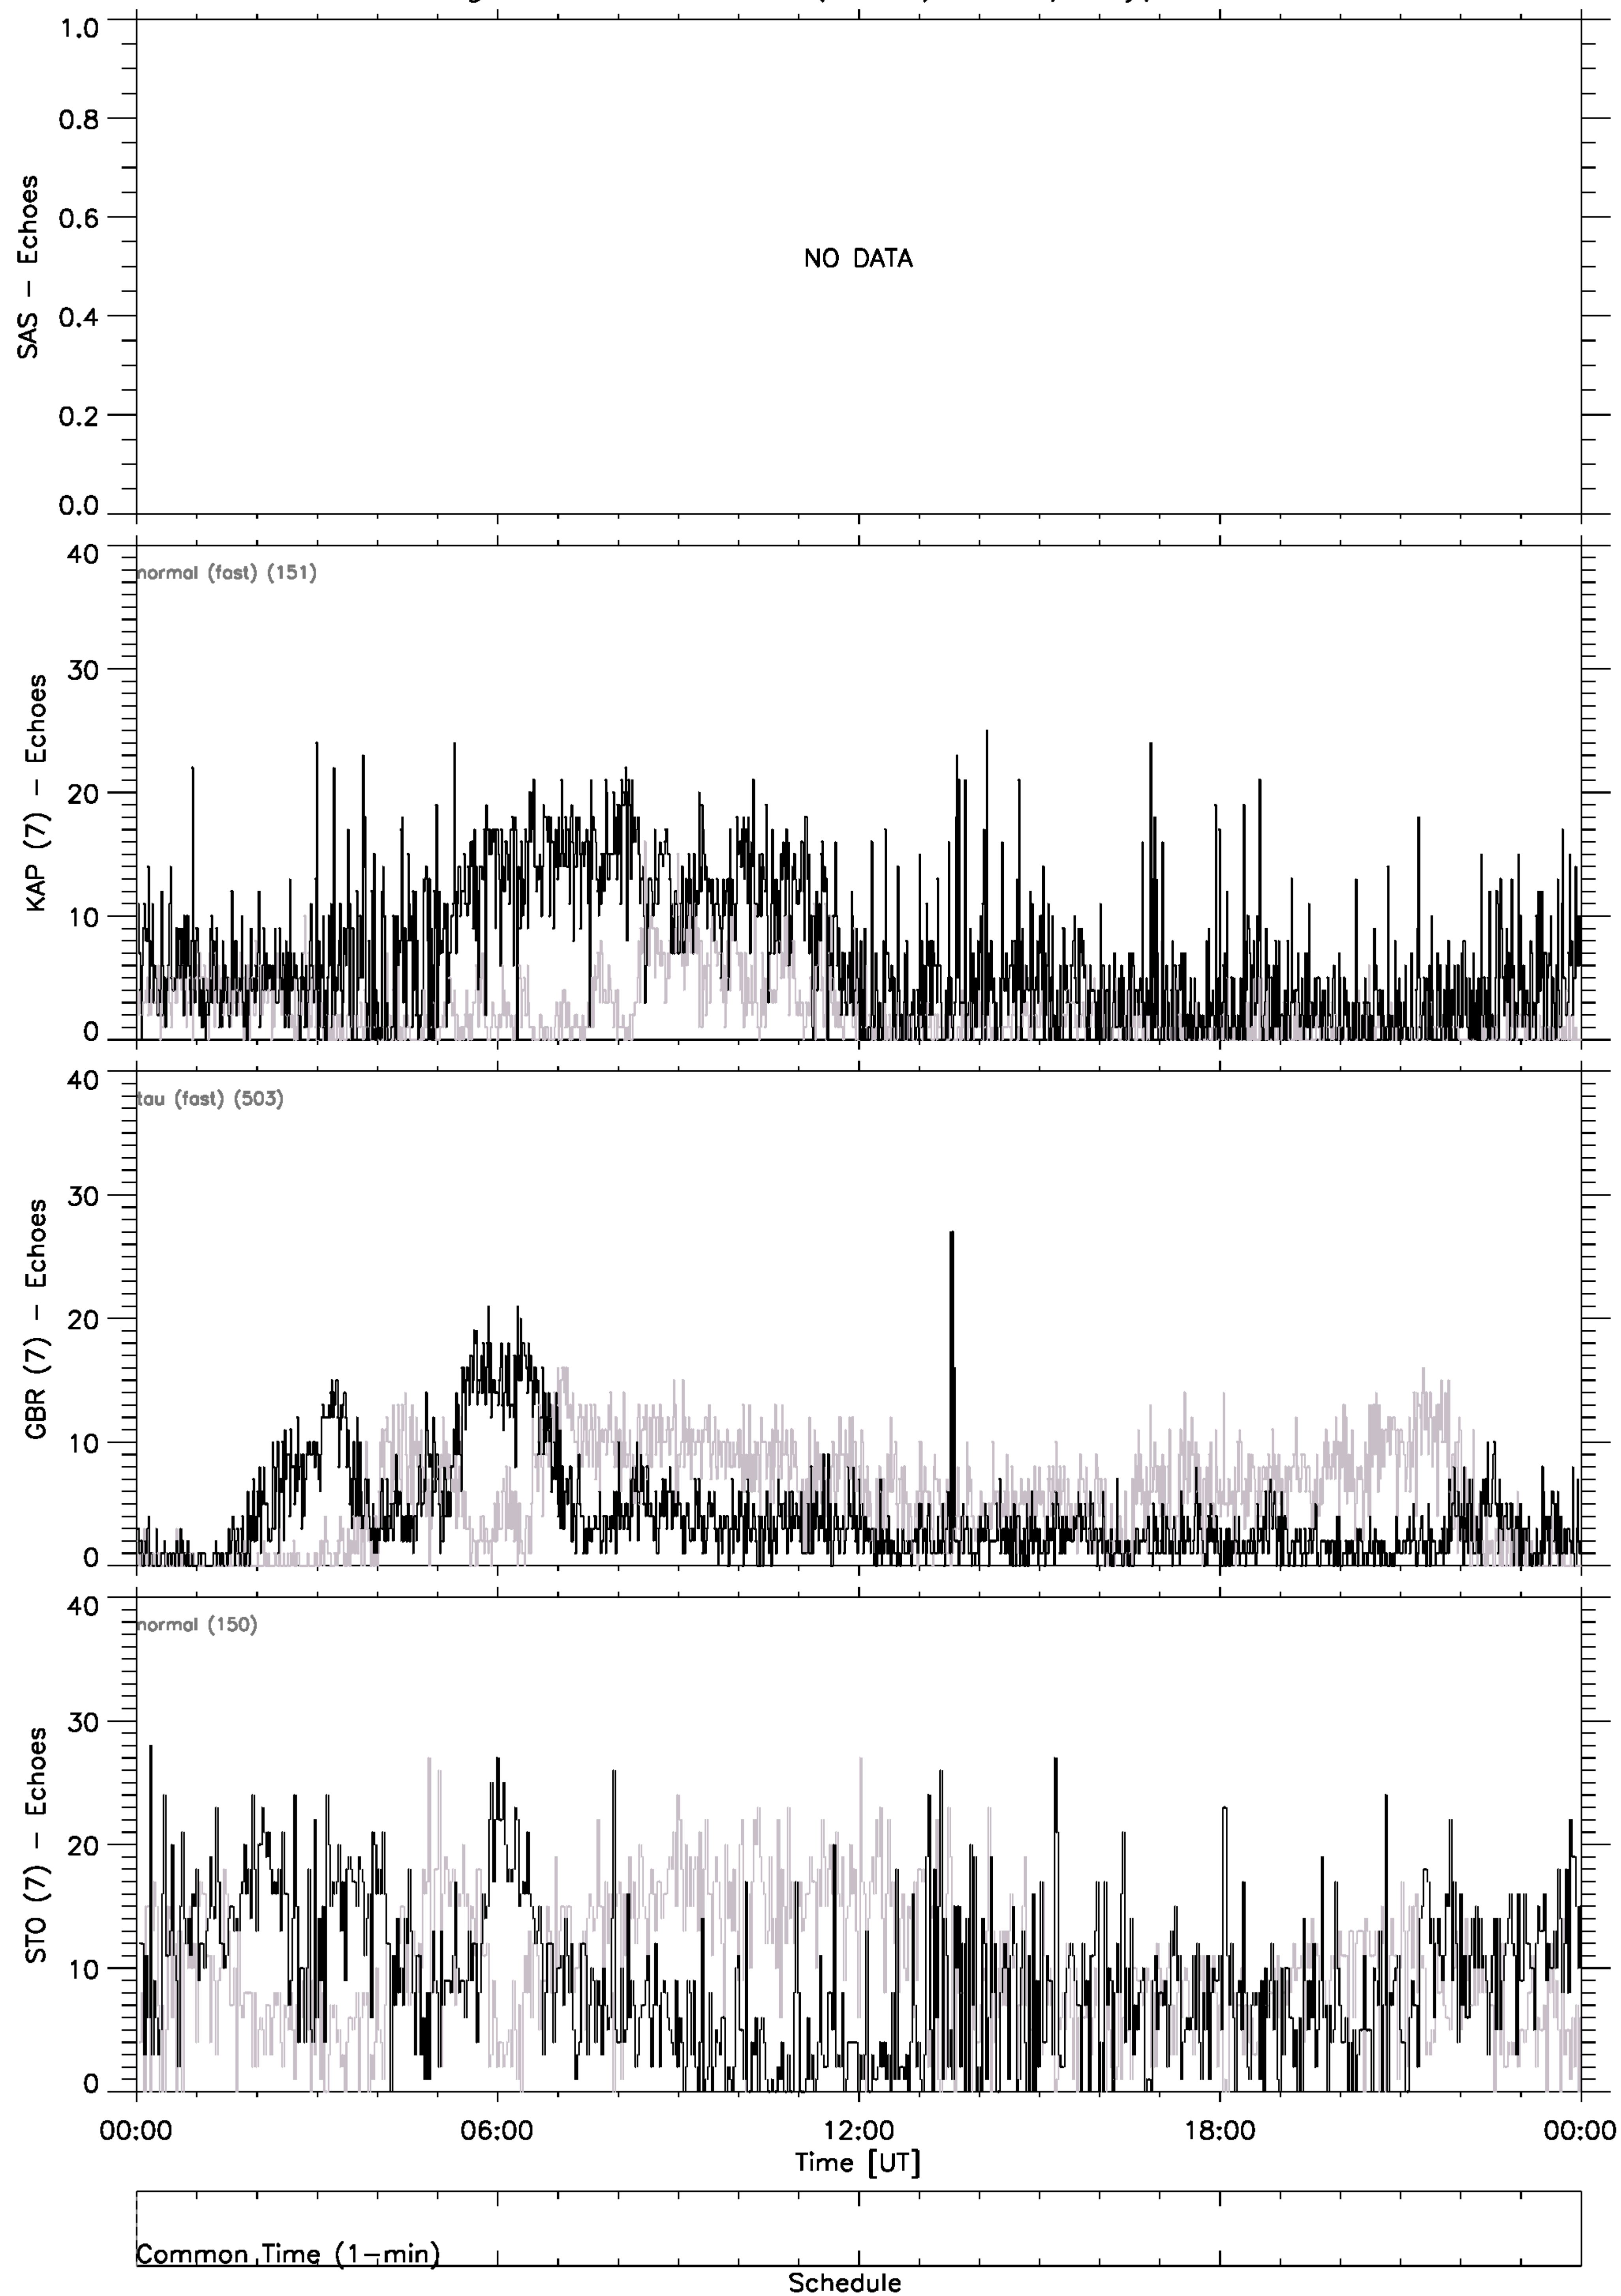 1.0
0.8
0.6
0.4
0.2
0.0
SAS – Echoes
NO DATA
40
30
20
10
0
KAP (7) – Echoes
normal (fast) (151)
40
30
20
10
0
GBR (7) – Echoes
tau (fast) (503)
40
30
20
10
0
STO (7) – Echoes
normal (150)
00:00 06:00 12:00 18:00 00:00
Time [UT]
Common Time (1–min)
Schedule